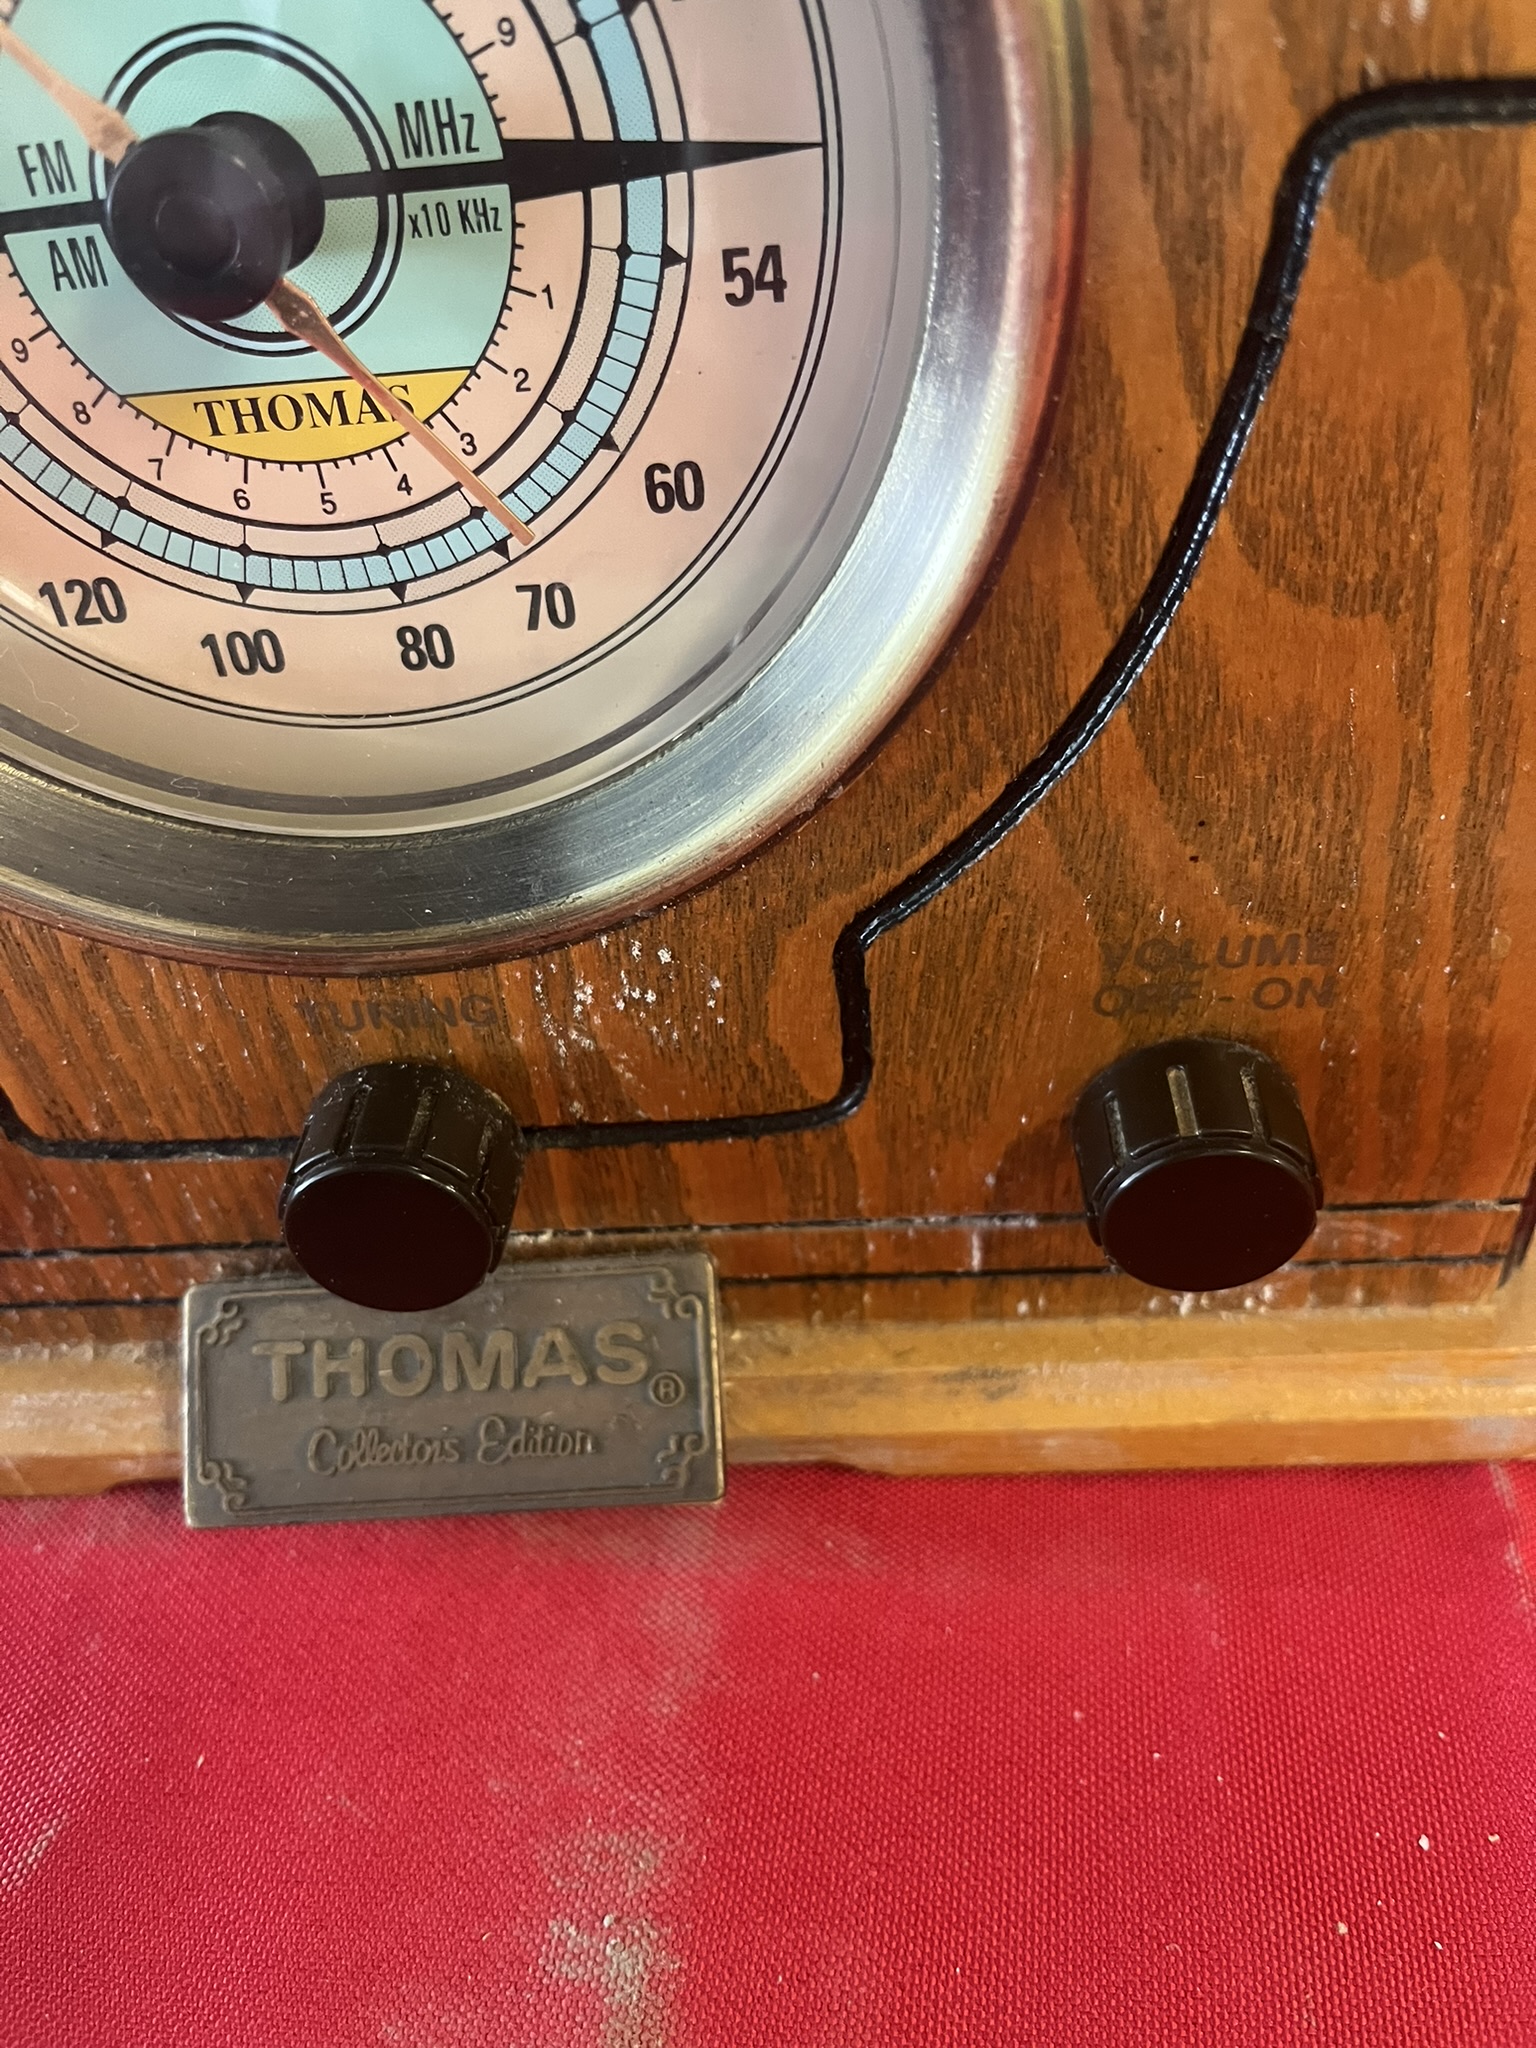 9
MHz
FM
x10 KHz
AM
54
1
2
3
4
5
6
7
8
9
THOMAS
60
70
80
100
120
VOLUME
OFF - ON
TUNING
THOMAS®
Collector's Edition